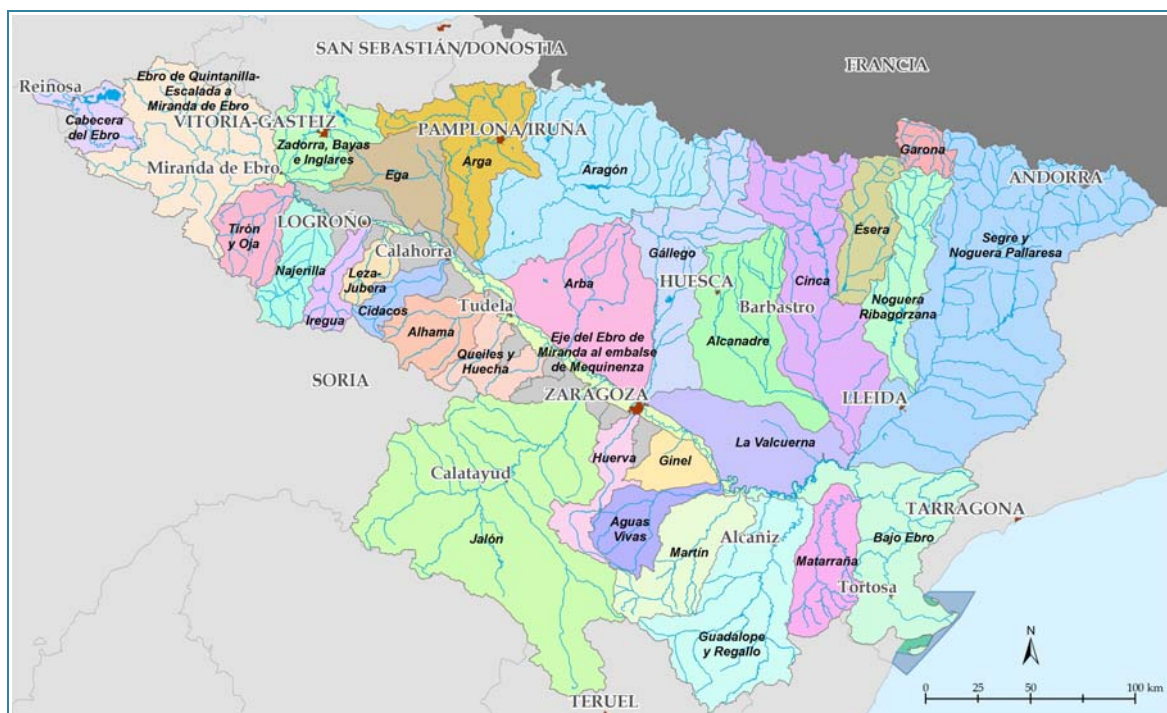 SAN SEBASTIÁN/DONOSTIA
FRANCIA
Reinosa
Ebro de Quintanilla-
Escalada a
Miranda de Ebro
Cabecera
del Ebro
VITORIA-GASTEIZ
Zadorra, Bayas
e Inglares
PAMPLONA/IRUÑA
Arga
Aragón
Garona
ANDORRA
Miranda de Ebro
Ega
Tirón
y Oja
LOGROÑO
Najerilla
Calahorra
Leza-
Jubera
Iregua
Cidacos
Gállego
HUESCA
Arba
Cinca
Ésera
Segre y
Noguera Pallaresa
Noguera
Ribagorzana
Barbastro
Tudela
Alhama
Queiles y
Huecha
Eje del Ebro de
Miranda al embalse
de Mequinenza
Alcanadre
SORIA
ZARAGOZA
LLEIDA
La Valcuerna
Huerva
Ginel
Calatayud
Jalón
Aguas
Vivas
Martín
Alcañiz
Matarraña
Bajo Ebro
TARRAGONA
Tortosa
Guadalope
y Regallo
TERUEL
N
0 25 50 100 km